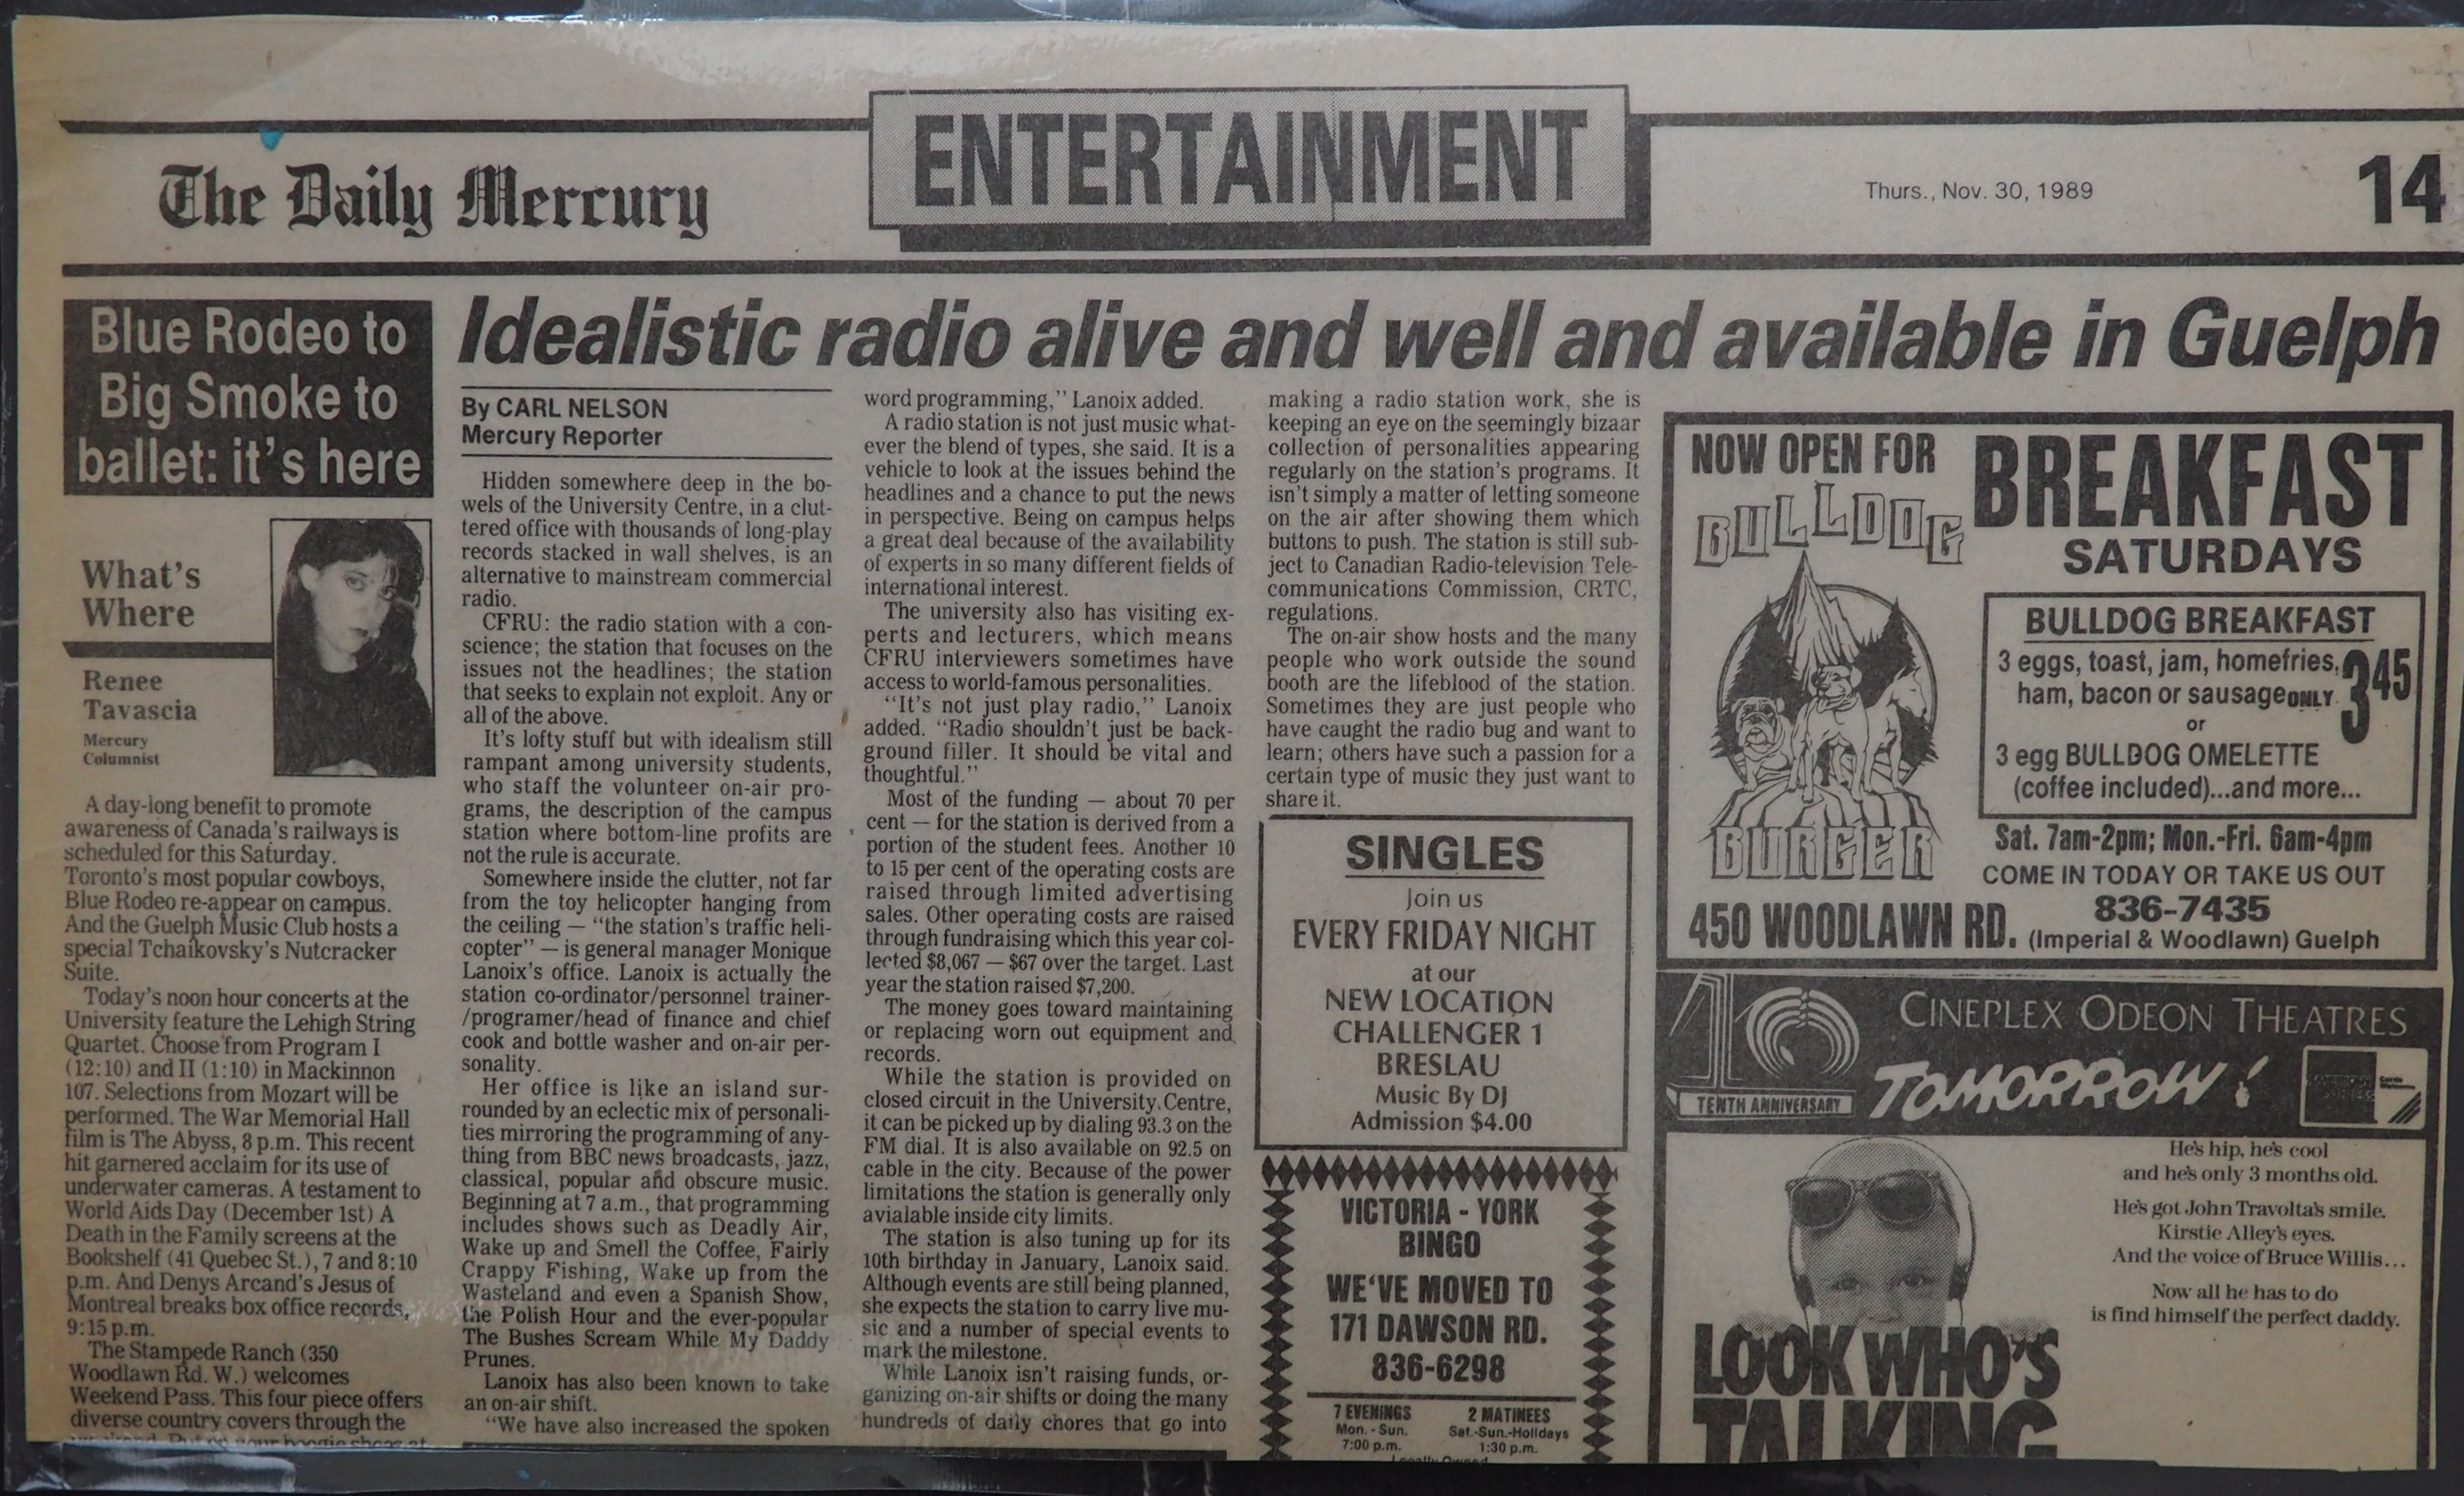 The Daily Mercury
ENTERTAINMENT
Thurs., Nov. 30, 1989
14
Blue Rodeo to
Big Smoke to
ballet: it's here
What's
Where
Renee
Tavascia
Mercury
Columnist
A day-long benefit to promote
awareness of Canada's railways is
scheduled for this Saturday.
Toronto's most popular cowboys,
Blue Rodeo re-appear on campus.
And the Guelph Music Club hosts a
special Tchaikovsky's Nutcracker
Suite.
Today's noon hour concerts at the
University feature the Lehigh String
Quartet. Choose from Program I
(12:10) and II (1:10) in Mackinnon
107. Selections from Mozart will be
performed. The War Memorial Hall
film is The Abyss, 8 p.m. This recent
hit garnered acclaim for its use of
underwater cameras. A testament to
World Aids Day (December 1st) A
Death in the Family screens at the
Bookshelf (41 Quebec St.), 7 and 8:10
p.m. And Denys Arcand's Jesus of
Montreal breaks box office records,
9:15 p.m.
The Stampede Ranch (350
Woodlawn Rd. W.) welcomes
Weekend Pass. This four piece offers
diverse country covers through the
Idealistic radio alive and well and available in Guelph
By CARL NELSON
Mercury Reporter
Hidden somewhere deep in the bo-
wels of the University Centre, in a clut-
tered office with thousands of long-play
records stacked in wall shelves, is an
alternative to mainstream commercial
radio.
CFRU: the radio station with a con-
science; the station that focuses on the
issues not the headlines; the station
that seeks to explain not exploit. Any or
all of the above.
It's lofty stuff but with idealism still
rampant among university students,
who staff the volunteer on-air pro-
grams, the description of the campus
station where bottom-line profits are
not the rule is accurate.
Somewhere inside the clutter, not far
from the toy helicopter hanging from
the ceiling — "the station's traffic heli-
copter" — is general manager Monique
Lanoix's office. Lanoix is actually the
station co-ordinator/personnel trainer-
/programer/head of finance and chief
cook and bottle washer and on-air per-
sonality.
Her office is like an island sur-
rounded by an eclectic mix of personali-
ties mirroring the programming of any-
thing from BBC news broadcasts, jazz,
classical, popular and obscure music.
Beginning at 7 a.m., that programming
includes shows such as Deadly Air,
Wake up and Smell the Coffee, Fairly
Crappy Fishing, Wake up from the
Wasteland and even a Spanish Show,
the Polish Hour and the ever-popular
The Bushes Scream While My Daddy
Prunes.
Lanoix has also been known to take
an on-air shift.
"We have also increased the spoken
word programming," Lanoix added.
A radio station is not just music what-
ever the blend of types, she said. It is a
vehicle to look at the issues behind the
headlines and a chance to put the news
in perspective. Being on campus helps
a great deal because of the availability
of experts in so many different fields of
international interest.
The university also has visiting ex-
perts and lecturers, which means
CFRU interviewers sometimes have
access to world-famous personalities.
"It's not just play radio," Lanoix
added. "Radio shouldn't just be back-
ground filler. It should be vital and
thoughtful."
Most of the funding — about 70 per
cent — for the station is derived from a
portion of the student fees. Another 10
to 15 per cent of the operating costs are
raised through limited advertising
sales. Other operating costs are raised
through fundraising which this year col-
lected $8,067 — $67 over the target. Last
year the station raised $7,200.
The money goes toward maintaining
or replacing worn out equipment and
records.
While the station is provided on
closed circuit in the University Centre,
it can be picked up by dialing 93.3 on the
FM dial. It is also available on 92.5 on
cable in the city. Because of the power
limitations the station is generally only
avialable inside city limits.
The station is also tuning up for its
10th birthday in January, Lanoix said.
Although events are still being planned,
she expects the station to carry live mu-
sic and a number of special events to
mark the milestone.
While Lanoix isn't raising funds, or-
ganizing on-air shifts or doing the many
hundreds of daily chores that go into
making a radio station work, she is
keeping an eye on the seemingly bizaar
collection of personalities appearing
regularly on the station's programs. It
isn't simply a matter of letting someone
on the air after showing them which
buttons to push. The station is still sub-
ject to Canadian Radio-television Tele-
communications Commission, CRTC,
regulations.
The on-air show hosts and the many
people who work outside the sound
booth are the lifeblood of the station.
Sometimes they are just people who
have caught the radio bug and want to
learn; others have such a passion for a
certain type of music they just want to
share it.
SINGLES
Join us
EVERY FRIDAY NIGHT
at our
NEW LOCATION
CHALLENGER 1
BRESLAU
Music By DJ
Admission $4.00
VICTORIA - YORK
BINGO
WE'VE MOVED TO
171 DAWSON RD.
836-6298
7 EVENINGS
Mon. - Sun.
7:00 p.m.
2 MATINEES
Sat.-Sun.-Holidays
1:30 p.m.
Locally Owned
NOW OPEN FOR
BREAKFAST
SATURDAYS
BULLDOG
BURGER
BULLDOG BREAKFAST
3 eggs, toast, jam, homefries,
ham, bacon or sausage ONLY 3 45
or
3 egg BULLDOG OMELETTE
(coffee included)...and more...
Sat. 7am-2pm; Mon.-Fri. 6am-4pm
COME IN TODAY OR TAKE US OUT
836-7435
450 WOODLAWN RD. (Imperial & Woodlawn) Guelph
10
TENTH ANNIVERSARY
CINEPLEX ODEON THEATRES
TOMORROW!
He's hip, he's cool
and he's only 3 months old.
He's got John Travolta's smile.
Kirstie Alley's eyes.
And the voice of Bruce Willis...
Now all he has to do
is find himself the perfect daddy.
LOOK WHO'S
TALKING